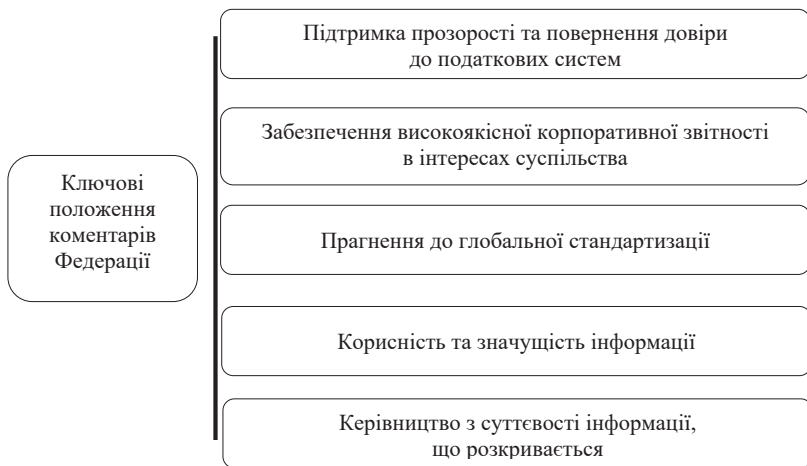 Підтримка прозорості та повернення довіри
до податкових систем
Забезпечення високоякісної корпоративної звітності
в інтересах суспільства
Ключові
положення
коментарів
Федерації
Прагнення до глобальної стандартизації
Корисність та значущість інформації
Керівництво з суттєвості інформації,
що розкривається